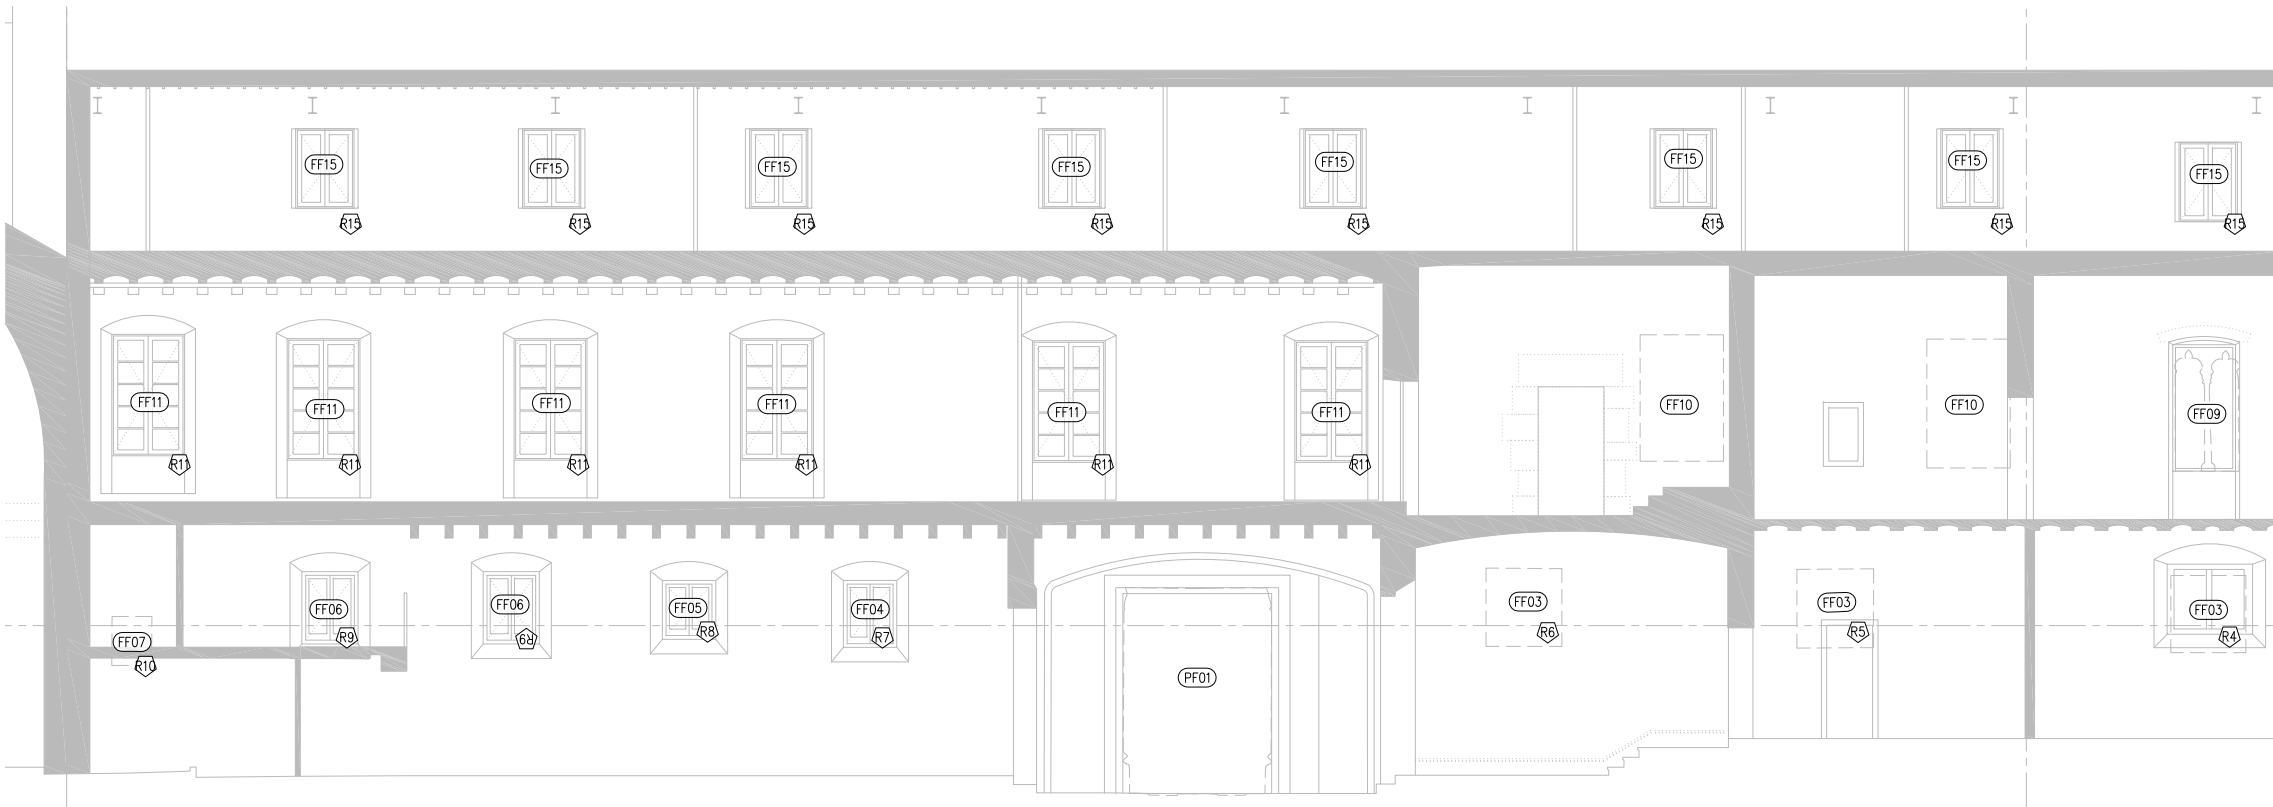 FF15 FF15 FF15 FF15 FF15 FF15 FF15 FF15
R15 R15 R15 R15 R15 R15 R15 R15
FF11 FF11 FF11 FF11 FF11 FF11 FF10 FF10 FF09
R11 R11 R11 R11 R11 R11
FF06 FF06 FF05 FF04 FF03 FF03 FF03
R9 R9 R8 R7 R6 R5 R4
FF07
R10
PF01